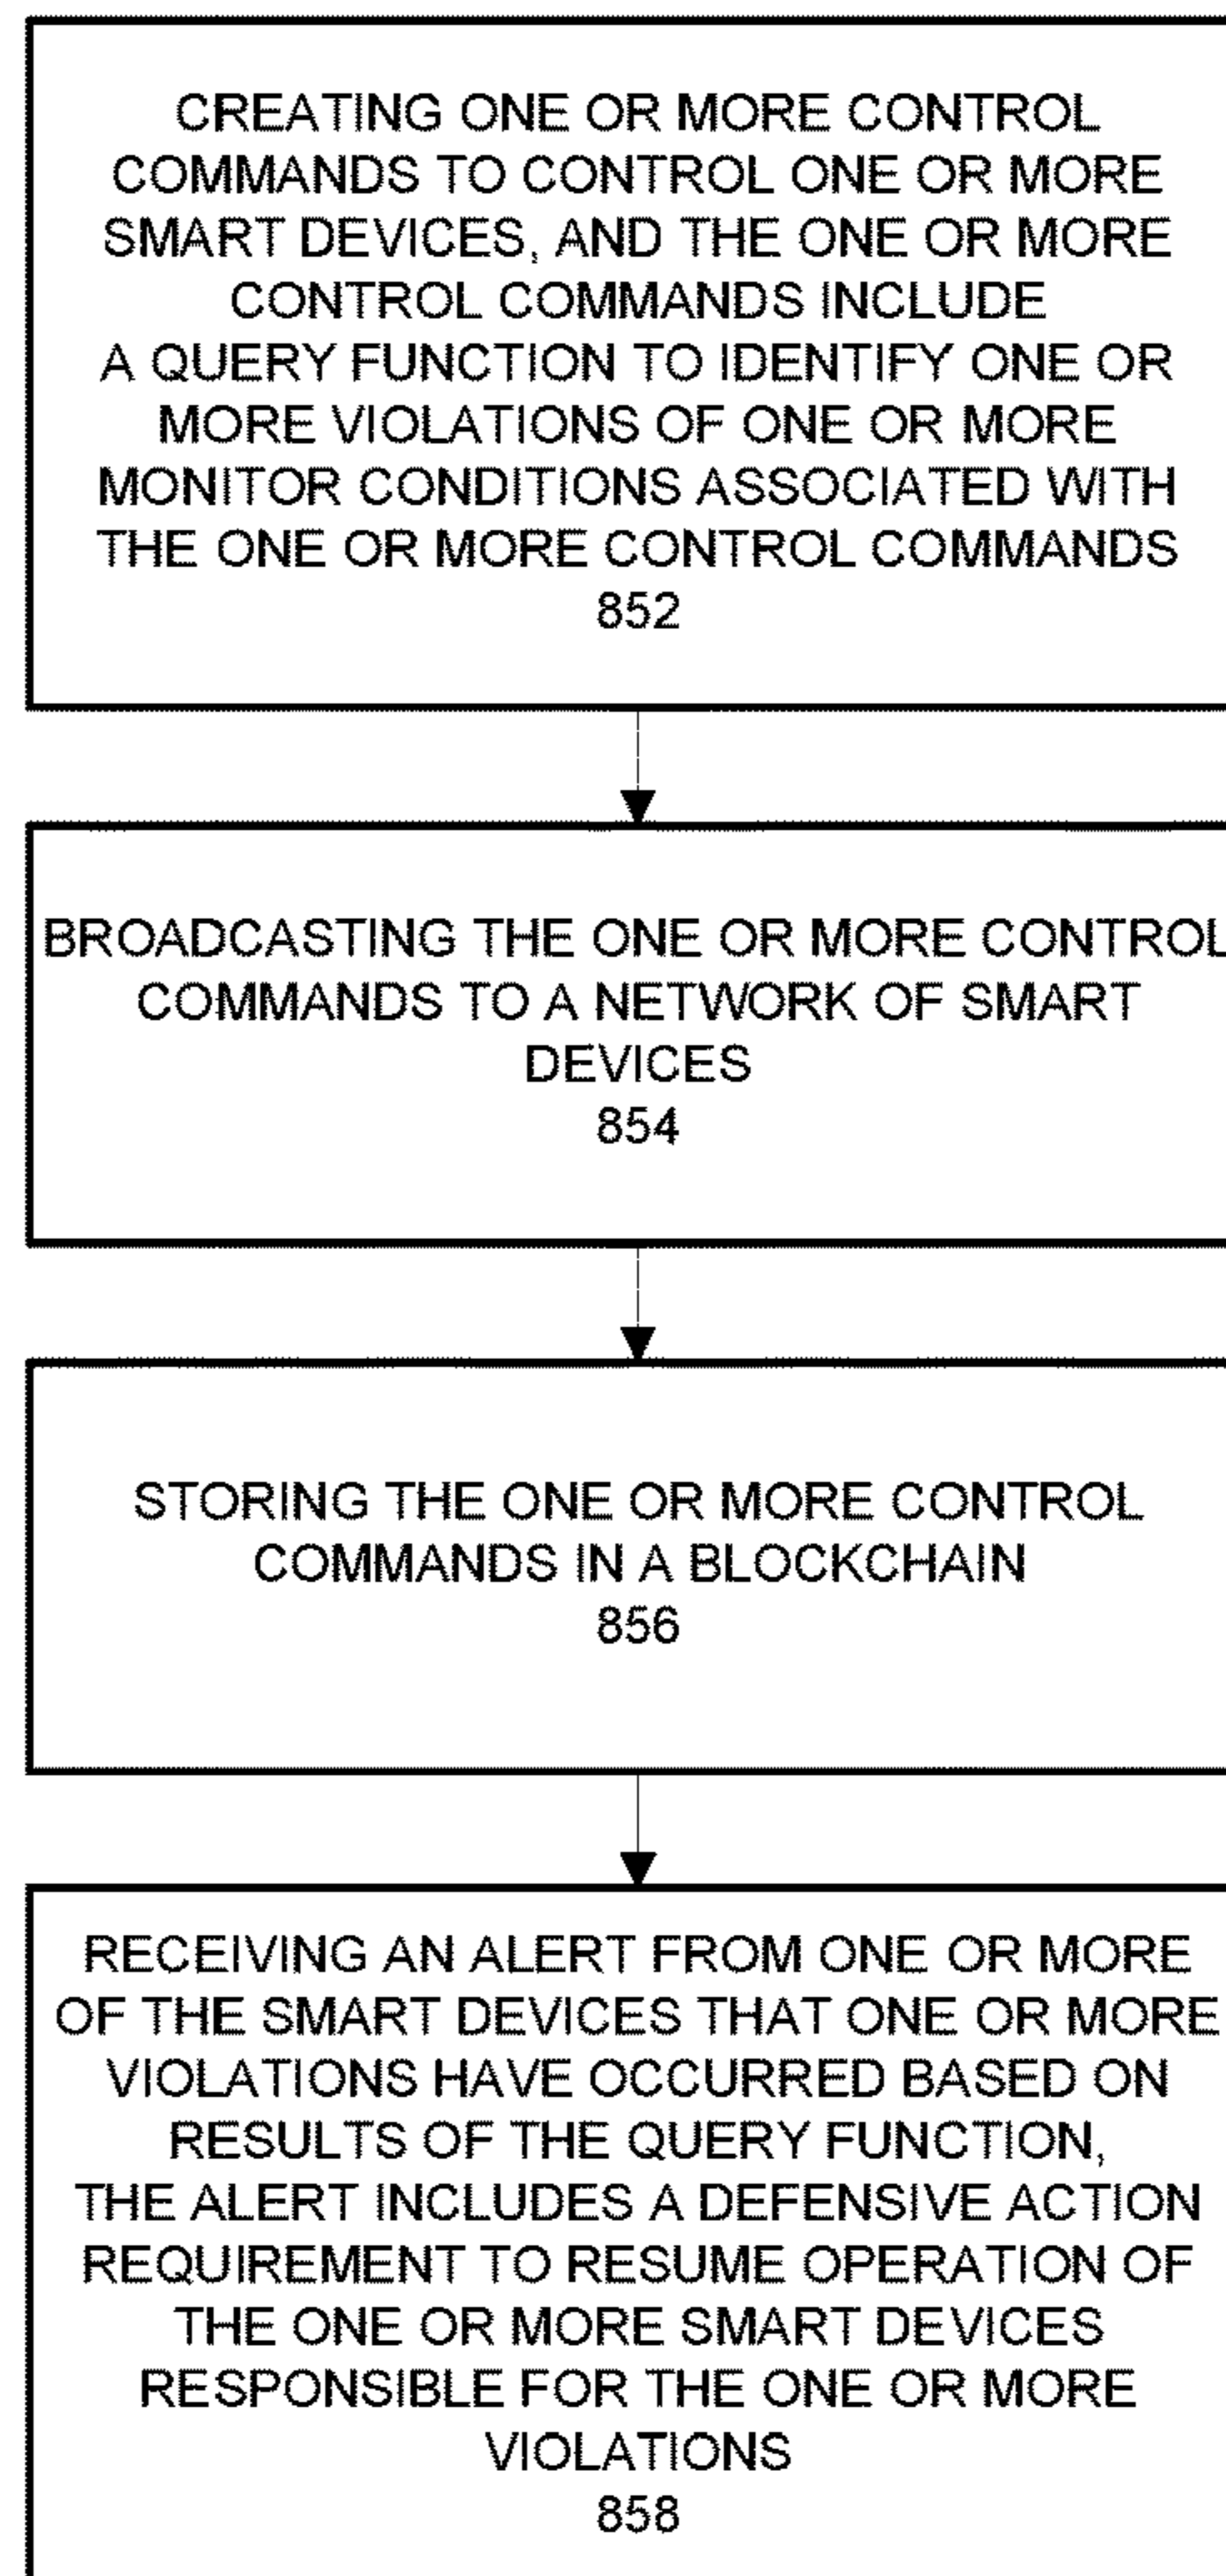 CREATING ONE OR MORE CONTROL
COMMANDS TO CONTROL ONE OR MORE
SMART DEVICES, AND THE ONE OR MORE
CONTROL COMMANDS INCLUDE
A QUERY FUNCTION TO IDENTIFY ONE OR
MORE VIOLATIONS OF ONE OR MORE
MONITOR CONDITIONS ASSOCIATED WITH
THE ONE OR MORE CONTROL COMMANDS
852
BROADCASTING THE ONE OR MORE CONTROL
COMMANDS TO A NETWORK OF SMART
DEVICES
854
STORING THE ONE OR MORE CONTROL
COMMANDS IN A BLOCKCHAIN
856
RECEIVING AN ALERT FROM ONE OR MORE
OF THE SMART DEVICES THAT ONE OR MORE
VIOLATIONS HAVE OCCURRED BASED ON
RESULTS OF THE QUERY FUNCTION,
THE ALERT INCLUDES A DEFENSIVE ACTION
REQUIREMENT TO RESUME OPERATION OF
THE ONE OR MORE SMART DEVICES
RESPONSIBLE FOR THE ONE OR MORE
VIOLATIONS
858